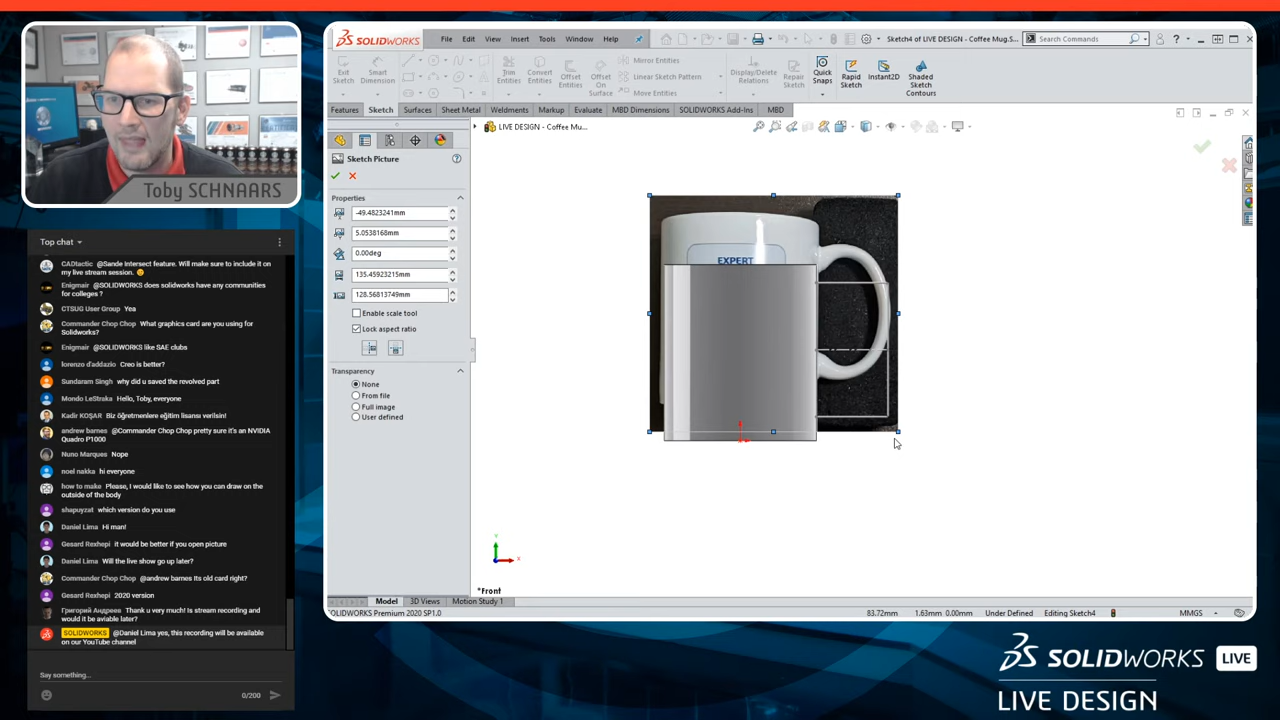 Toby SCHNAARS
Top chat
CADtactic @Sande Intersect feature. Will make sure to include it on
my live stream session.
Enigmair @SOLIDWORKS does solidworks have any communities
for colleges ?
CTSUG User Group Yea
Commander Chop Chop What graphics card are you using for
Solidworks?
Enigmair @SOLIDWORKS like SAE clubs
lorenzo d'addazio Creo is better?
Sundaram Singh why did u saved the revolved part
Mondo LeStraka Hello, Toby, everyone
Kadir KOŞAR Biz öğretmenlere eğitim lisansı verilsin!
andrew barnes @Commander Chop Chop pretty sure it's an NVIDIA
Quadro P1000
Nuno Marques Nope
noel nakka hi everyone
how to make Please, I would like to see how you can draw on the
outside of the body
shapuyzat which version do you use
Daniel Lima Hi man!
Gesard Rexhepi it would be better if you open picture
Daniel Lima Will the live show go up later?
Commander Chop Chop @andrew barnes Its old card right?
Gesard Rexhepi 2020 version
Григорий Андреев Thank u very much! Is stream recording and
would it be aviable later?
SOLIDWORKS @Daniel Lima yes, this recording will be available
on our YouTube channel
Say something...
0/200
SOLIDWORKS File Edit View Insert Tools Window Help Sketch4 of LIVE DESIGN - Coffee Mug.S... Search Commands
Exit Sketch
Smart Dimension
Trim Entities
Convert Entities
Offset Entities
Offset On Surface
Mirror Entities
Linear Sketch Pattern
Move Entities
Display/Delete Relations
Repair Sketch
Quick Snaps
Rapid Sketch
Instant2D
Shaded Sketch Contours
Features Sketch Surfaces Sheet Metal Weldments Markup Evaluate MBD Dimensions SOLIDWORKS Add-Ins MBD
LIVE DESIGN - Coffee Mu...
Sketch Picture
Properties
-49.4823241mm
5.0538168mm
0.00deg
135.45923215mm
128.56813749mm
Enable scale tool
Lock aspect ratio
Transparency
None
From file
Full image
User defined
EXPERT
Y
X
*Front
Model 3D Views Motion Study 1
SOLIDWORKS Premium 2020 SP1.0 83.72mm 1.63mm 0.00mm Under Defined Editing Sketch4 MMGS
SOLIDWORKS LIVE
LIVE DESIGN